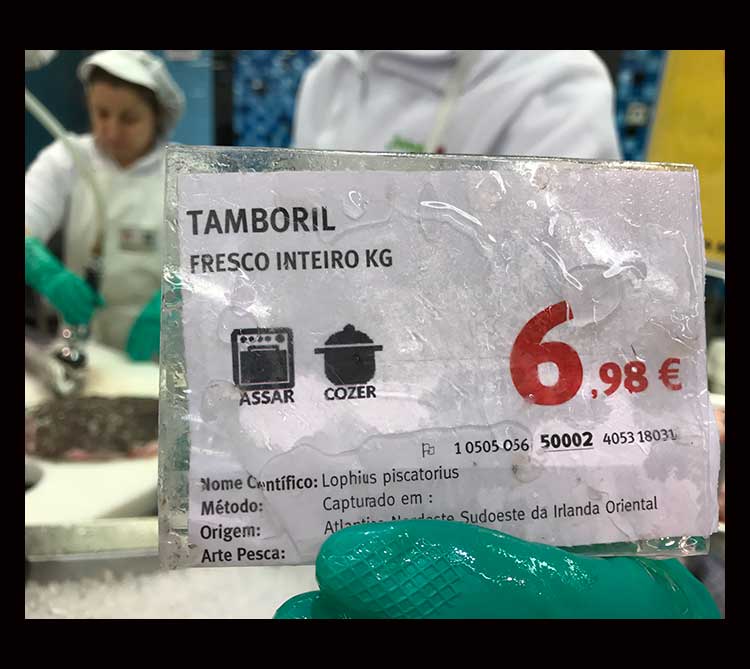 TAMBORIL
FRESCO INTEIRO KG
ASSAR COZER
6,98 €
1 0505 056 50002 4053 18031
Nome Científico: Lophius piscatorius
Método: Capturado em :
Origem: Atlantico Nordeste Sudoeste da Irlanda Oriental
Arte Pesca: